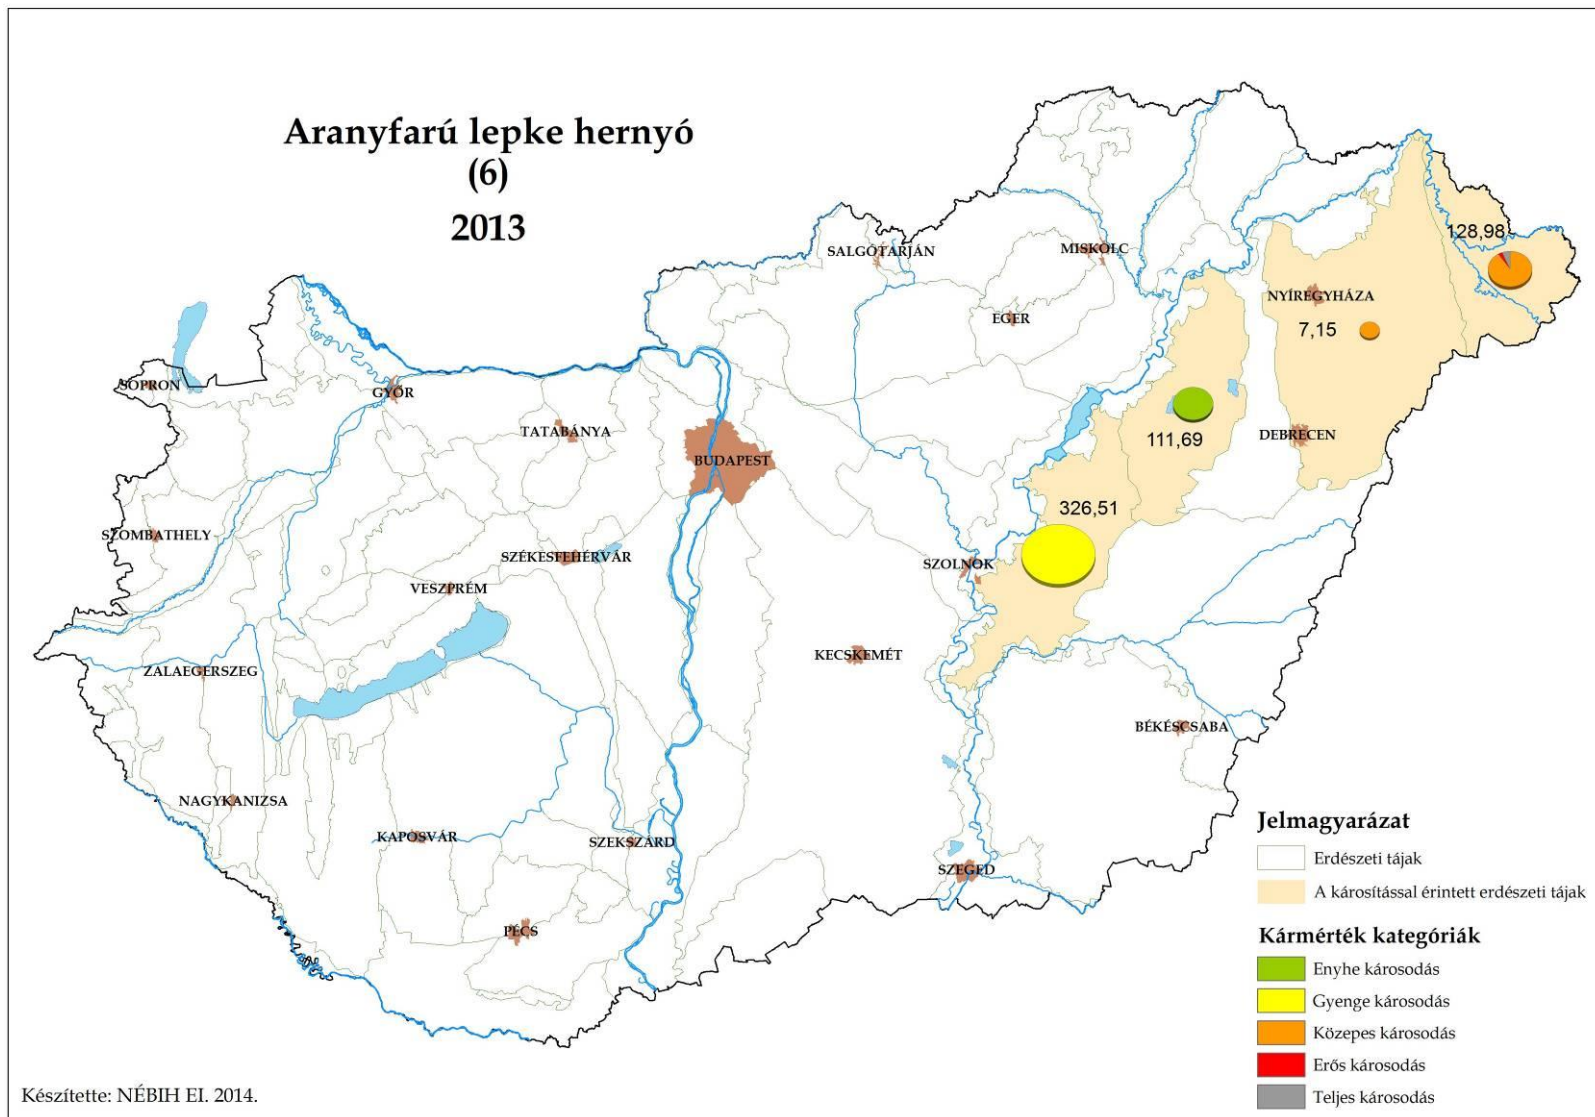 Aranyfarú lepke hernyó
(6)
2013
128,98
SALGÓTARJÁN
MISKOLC
NYÍREGYHÁZA
EGER
7,15
SOPRON
GYŐR
TATABÁNYA
111,69
DEBRECEN
BUDAPEST
326,51
SZOMBATHELY
SZÉKESFEHÉRVÁR
SZOLNOK
VESZPRÉM
KECSKEMÉT
ZALAEGERSZEG
BÉKÉSCSABA
NAGYKANIZSA
KAPOSVÁR
SZEKSZÁRD
SZEGED
PÉCS
Jelmagyarázat
Erdészeti tájak
A károsítással érintett erdészeti tájak
Kármérték kategóriák
Enyhe károsodás
Gyenge károsodás
Közepes károsodás
Erős károsodás
Teljes károsodás
Készítette: NÉBIH EI. 2014.